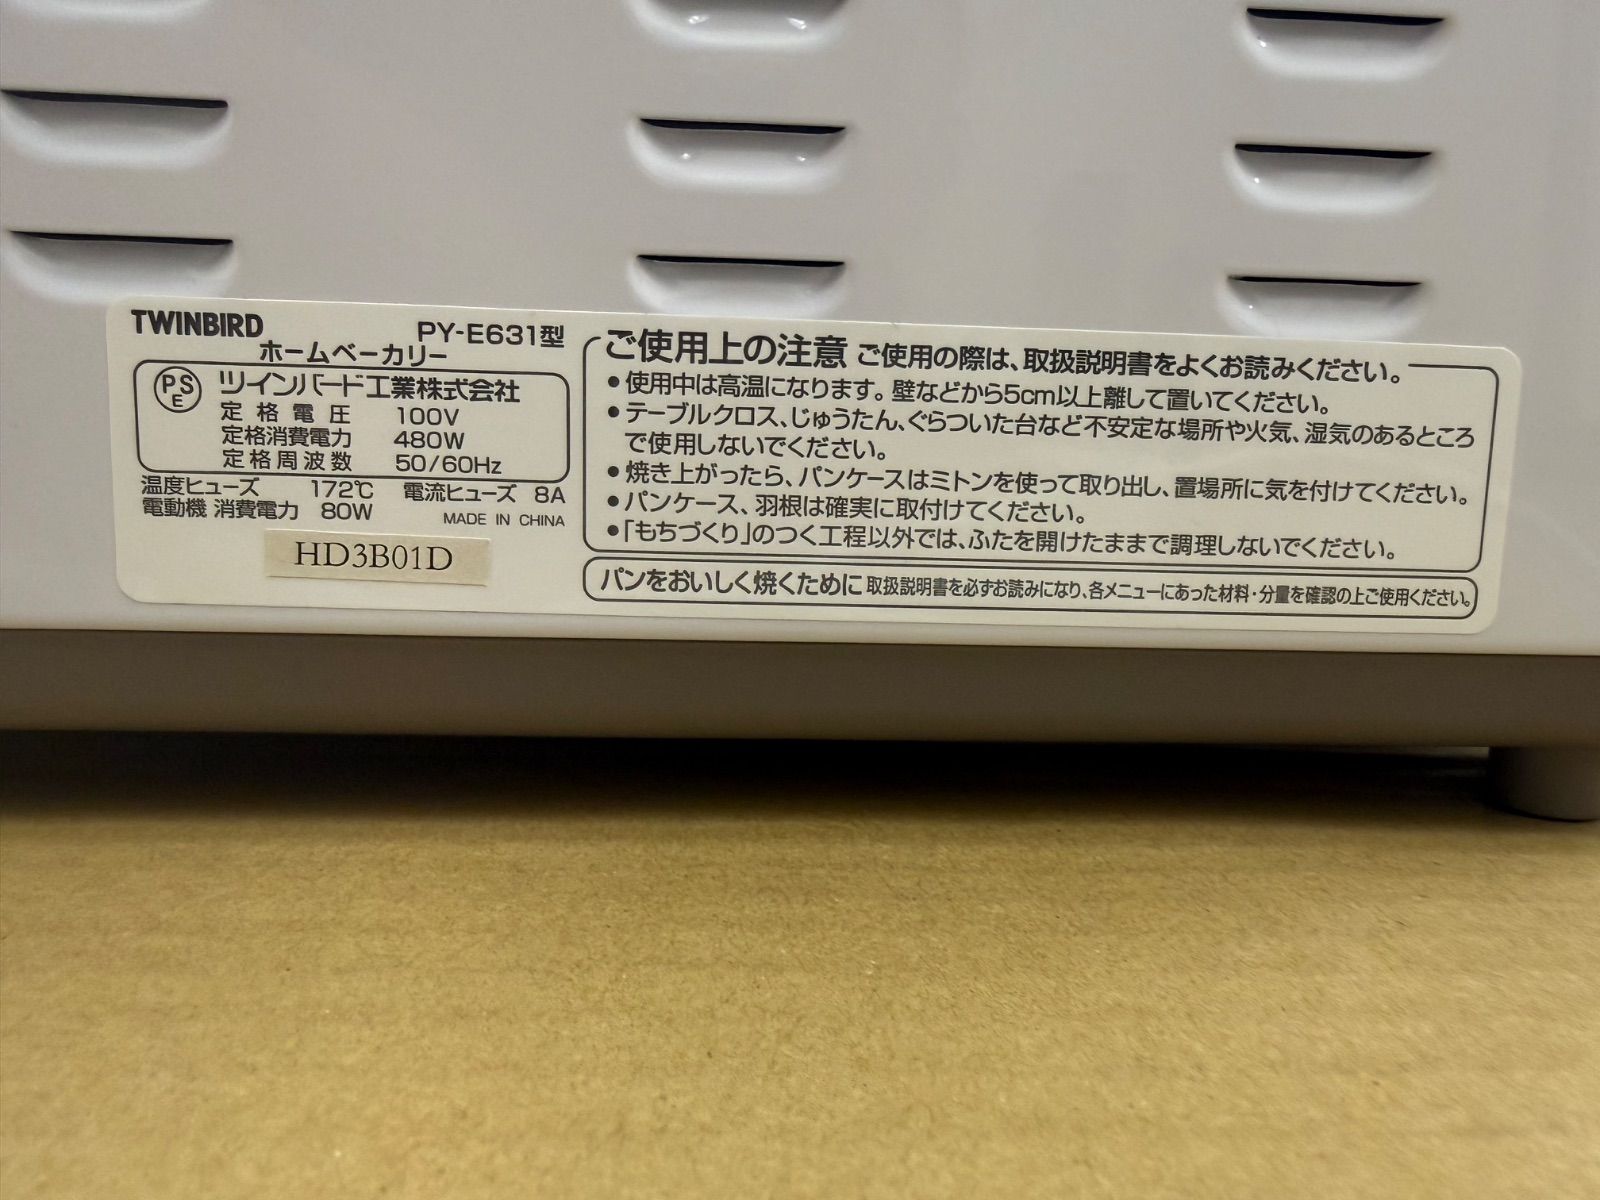 TWINBIRD PY-E631型
ホームベーカリー
PSE ツインバード工業株式会社
定格電圧 100V
定格消費電力 480W
定格周波数 50/60Hz
温度ヒューズ 172℃ 電流ヒューズ 8A
電動機 消費電力 80W MADE IN CHINA
HD3B01D
ご使用上の注意 ご使用の際は、取扱説明書をよくお読みください。
●使用中は高温になります。壁などから5cm以上離して置いてください。
●テーブルクロス、じゅうたん、ぐらついた台など不安定な場所や火気、湿気のあるところ
で使用しないでください。
●焼き上がったら、パンケースはミトンを使って取り出し、置場所に気を付けてください。
●パンケース、羽根は確実に取付けてください。
●「もちづくり」のつく工程以外では、ふたを開けたままで調理しないでください。
パンをおいしく焼くために 取扱説明書を必ずお読みになり、各メニューにあった材料・分量を確認の上ご使用ください。